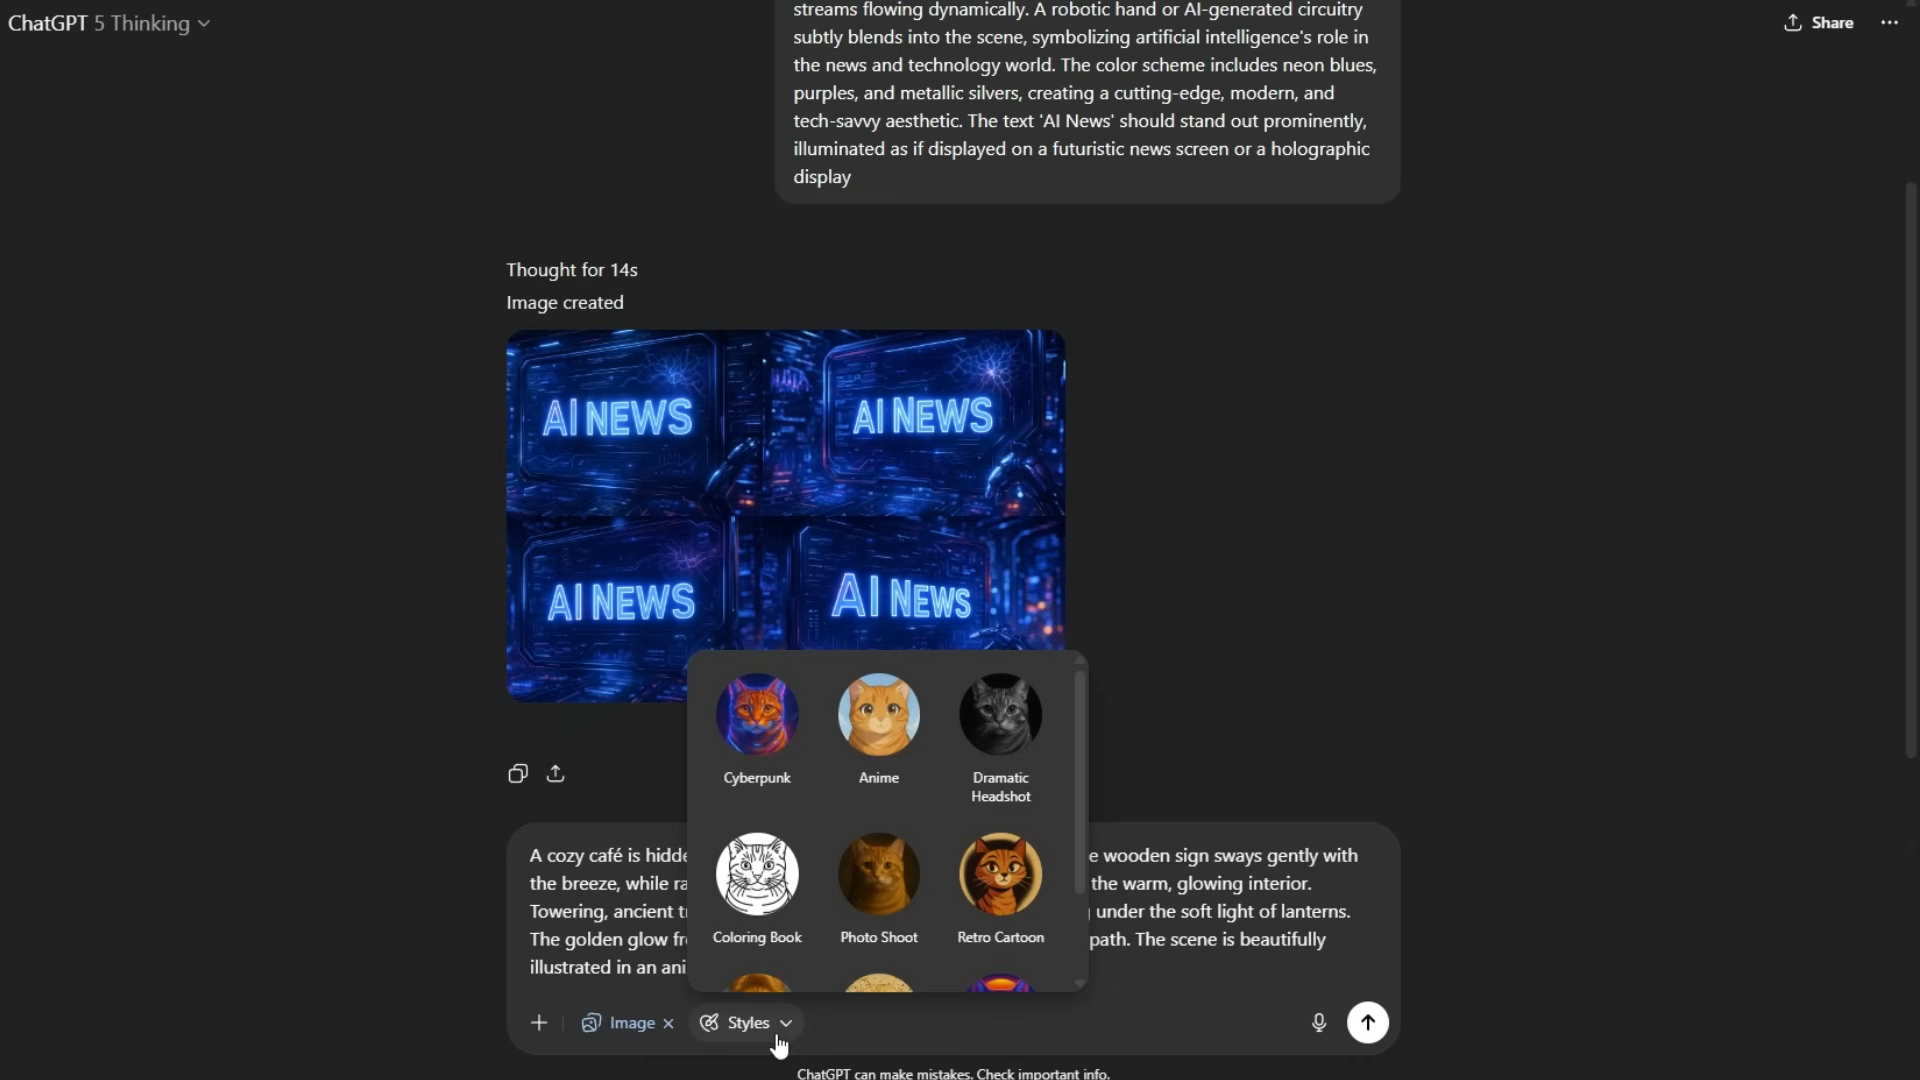 ChatGPT 5 Thinking
Share
streams flowing dynamically. A robotic hand or AI-generated circuitry
subtly blends into the scene, symbolizing artificial intelligence's role in
the news and technology world. The color scheme includes neon blues,
purples, and metallic silvers, creating a cutting-edge, modern, and
tech-savvy aesthetic. The text 'AI News' should stand out prominently,
illuminated as if displayed on a futuristic news screen or a holographic
display
Thought for 14s
Image created
AI NEWS
AI NEWS
AI NEWS
AI NEWS
Cyberpunk
Anime
Dramatic
Headshot
Coloring Book
Photo Shoot
Retro Cartoon
A cozy café is e wooden sign sways gently with
the breeze, while the warm, glowing interior.
Towering, ancient under the soft light of lanterns.
The golden glow path. The scene is beautifully
illustrated in an
Image
Styles
ChatGPT can make mistakes. Check important info.